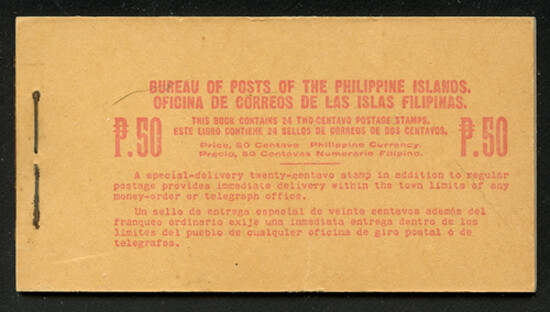 BUREAU OF POSTS OF THE PHILIPPINE ISLANDS.
OFICINA DE CORREOS DE LAS ISLAS FILIPINAS.
THIS BOOK CONTAINS 24 TWO-CENTAVO POSTAGE STAMPS.
ESTE LIBRO CONTIENE 24 SELLOS DE CORREOS DE DOS CENTAVOS.
₱.50 ₱.50
Price, 50 Centavo Philippine Currency.
Precio, 50 Centavos Numerario Filipino.
A special-delivery twenty-centavo stamp in addition to regular
postage provides immediate delivery within the town limits of any
money-order or telegraph office.
Un sello de entrega especial de veinte centavos además del
franqueo ordinario exije una inmediata entrega dentro de los
límites del pueblo de cualquier oficina de giro postal ó de
telégrafos.